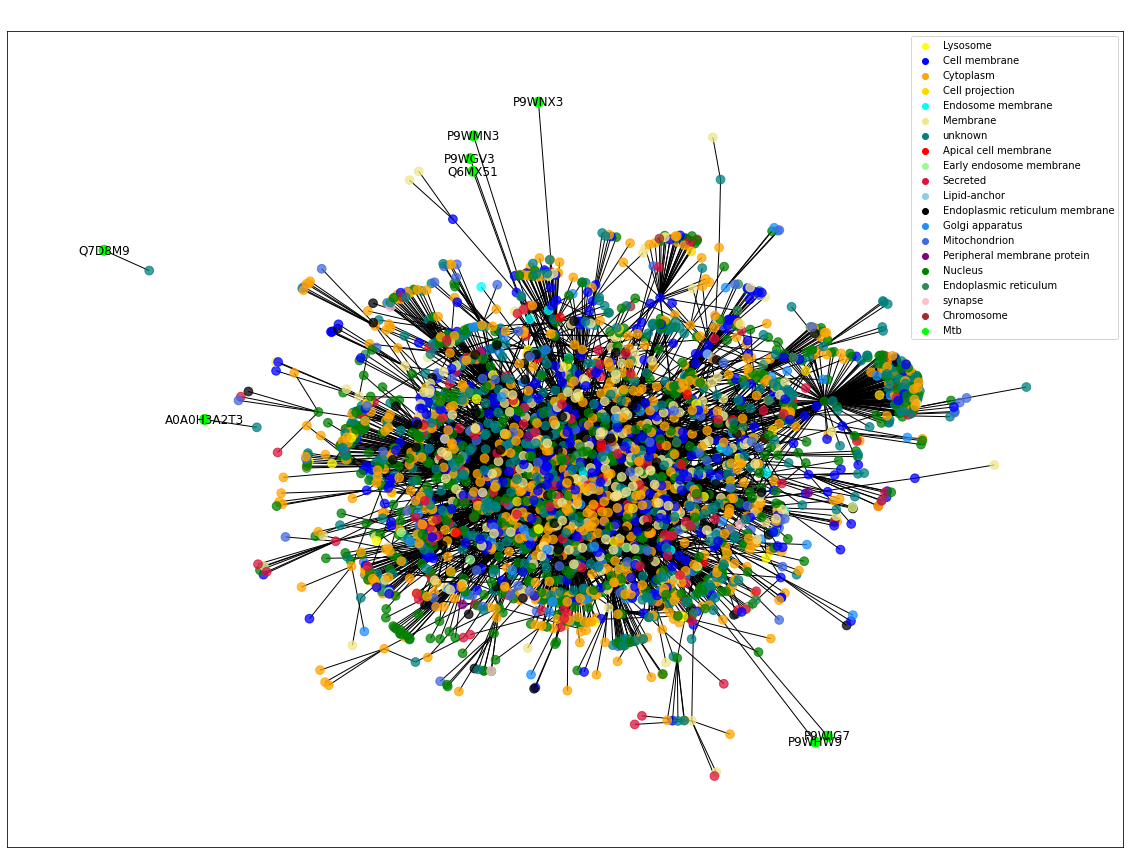 P9WNX3
P9WMN3
P9WGV3
Q6MX51
Q7D8M9
A0A0H3A2T3
P9WIG7
P9WHW9
Lysosome
Cell membrane
Cytoplasm
Cell projection
Endosome membrane
Membrane
unknown
Apical cell membrane
Early endosome membrane
Secreted
Lipid-anchor
Endoplasmic reticulum membrane
Golgi apparatus
Mitochondrion
Peripheral membrane protein
Nucleus
Endoplasmic reticulum
synapse
Chromosome
Mtb